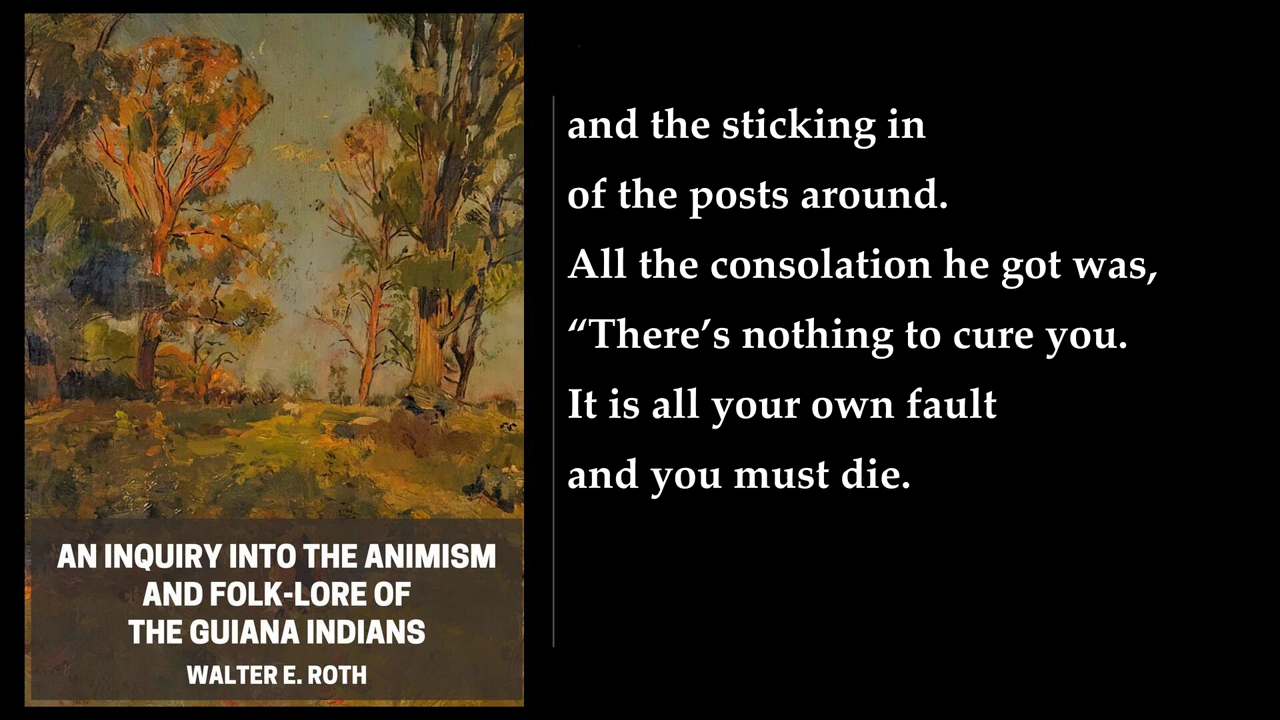 and the sticking in
of the posts around.
All the consolation he got was,
“There’s nothing to cure you.
It is all your own fault
and you must die.
AN INQUIRY INTO THE ANIMISM
AND FOLK-LORE OF
THE GUIANA INDIANS
WALTER E. ROTH